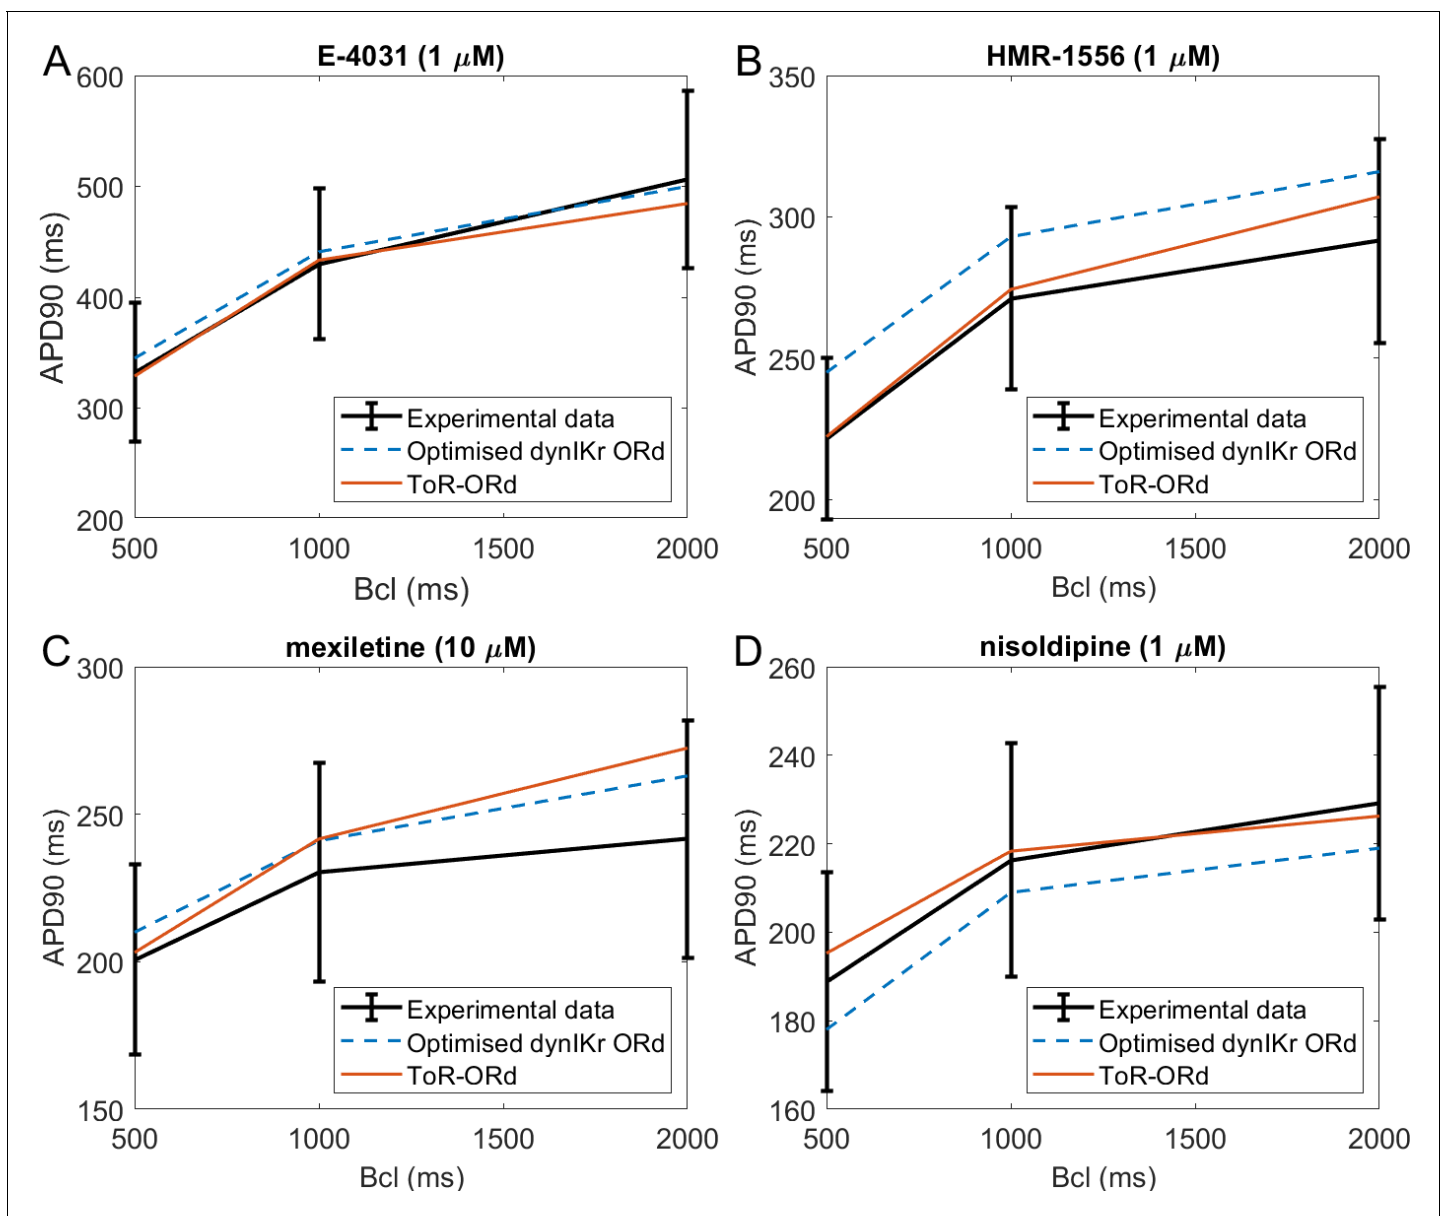 A
E-4031 (1 μM)
600
500
400
300
200
APD90 (ms)
Experimental data
Optimised dynIKr ORd
ToR-ORd
500
1000
1500
2000
Bcl (ms)
B
HMR-1556 (1 μM)
350
300
250
200
APD90 (ms)
Experimental data
Optimised dynIKr ORd
ToR-ORd
500
1000
1500
2000
Bcl (ms)
C
mexiletine (10 μM)
300
250
200
150
APD90 (ms)
Experimental data
Optimised dynIKr ORd
ToR-ORd
500
1000
1500
2000
Bcl (ms)
D
nisoldipine (1 μM)
260
240
220
200
180
160
APD90 (ms)
Experimental data
Optimised dynIKr ORd
ToR-ORd
500
1000
1500
2000
Bcl (ms)